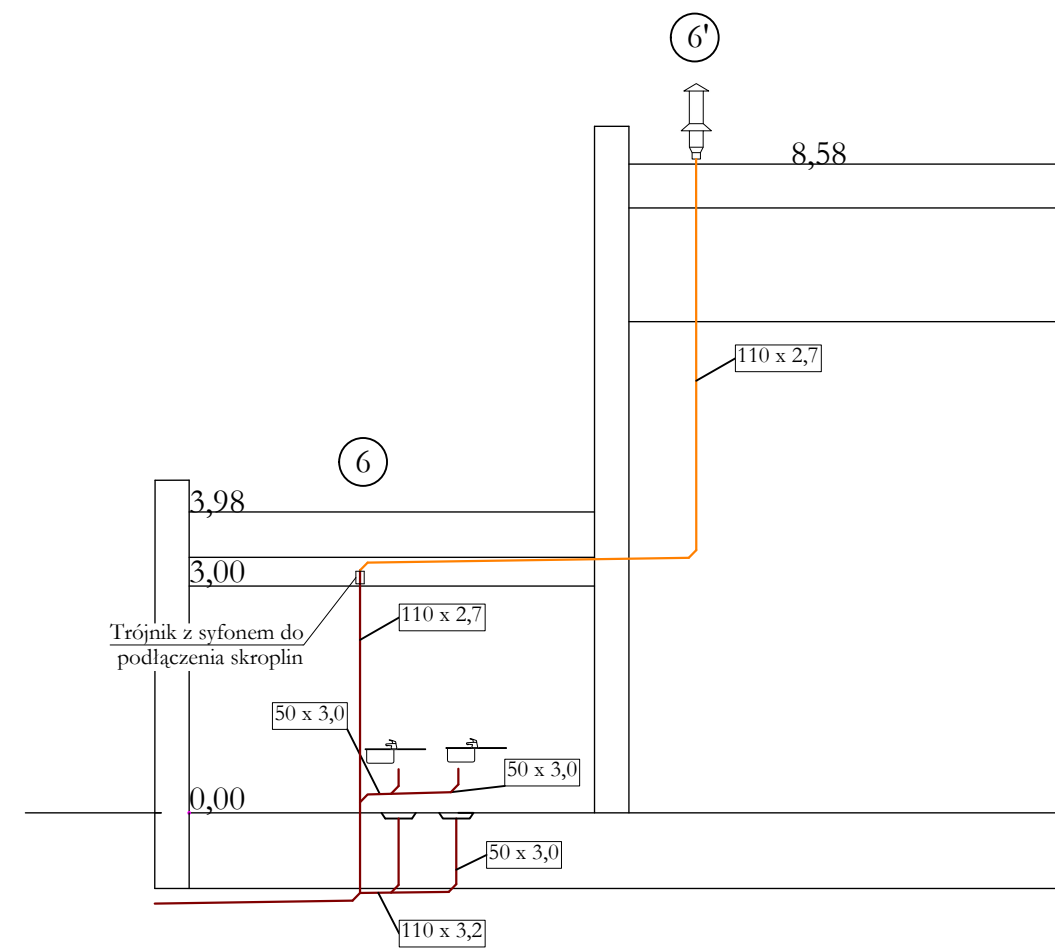 6'
8,58
110 x 2,7
6
3,98
3,00
110 x 2,7
Trójnik z syfonem do
podłączenia skroplin
50 x 3,0
50 x 3,0
0,00
50 x 3,0
110 x 3,2